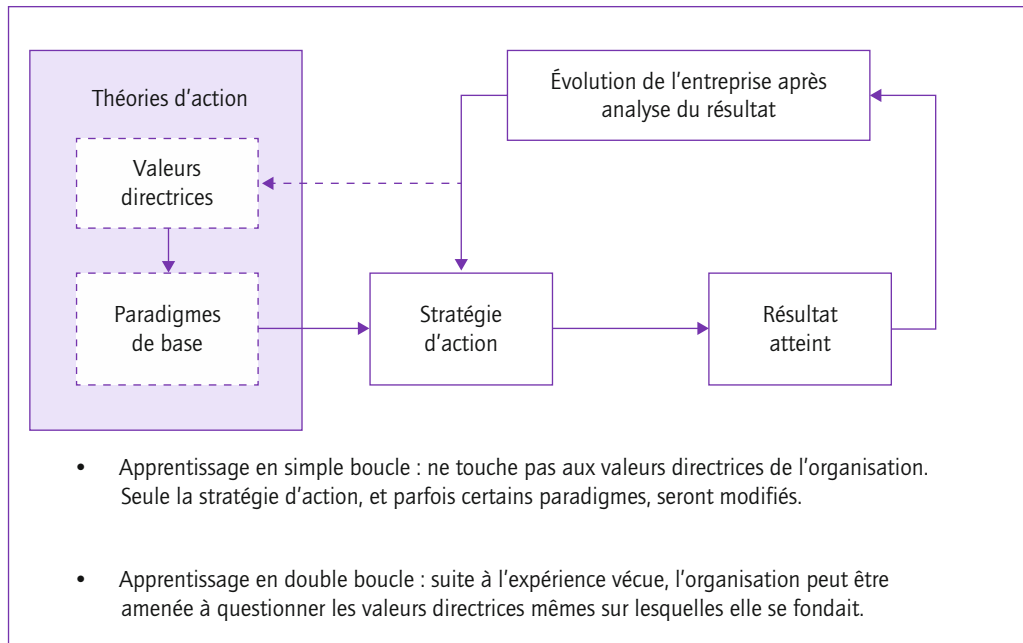 Théories d'action
Évolution de l'entreprise après
analyse du résultat
Valeurs
directrices
Paradigmes
de base
Stratégie
d'action
Résultat
atteint
• Apprentissage en simple boucle : ne touche pas aux valeurs directrices de l'organisation.
Seule la stratégie d'action, et parfois certains paradigmes, seront modifiés.
• Apprentissage en double boucle : suite à l'expérience vécue, l'organisation peut être
amenée à questionner les valeurs directrices mêmes sur lesquelles elle se fondait.